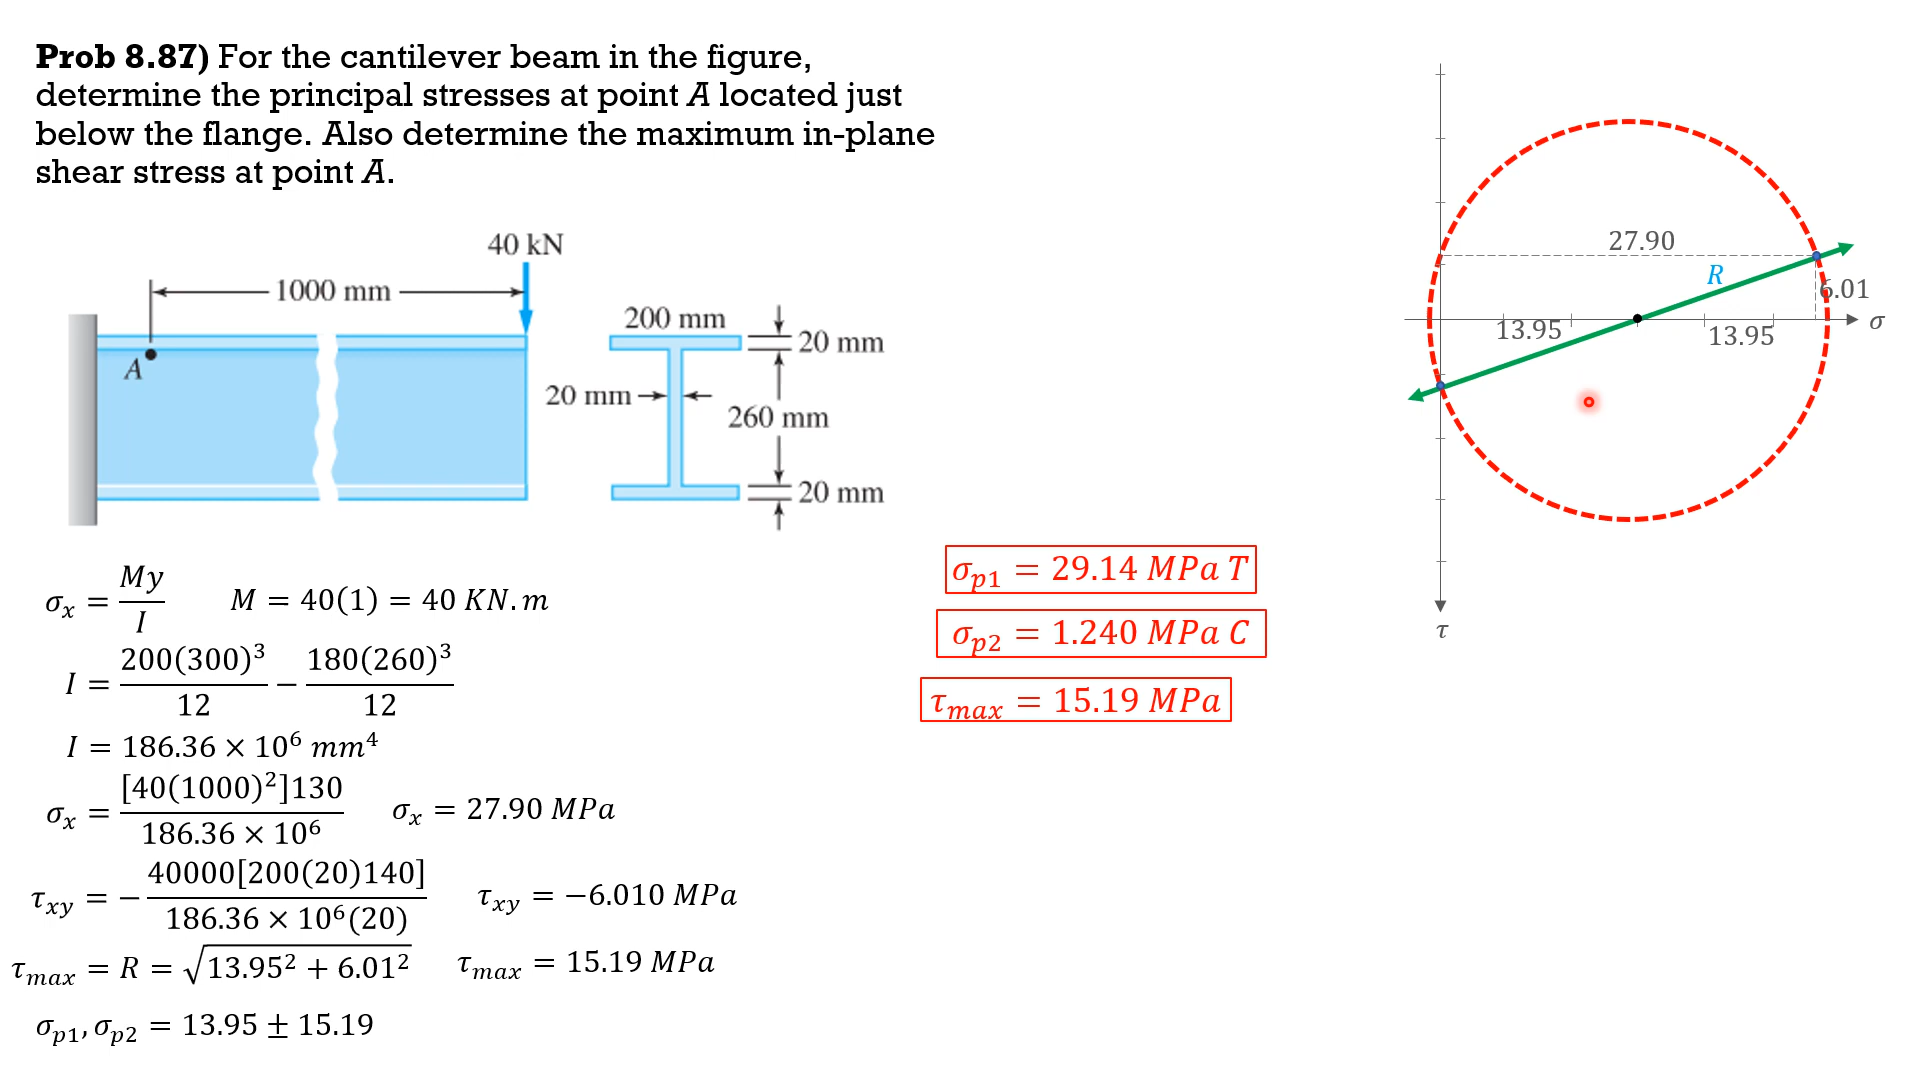 Prob 8.87) For the cantilever beam in the figure,
determine the principal stresses at point A located just
below the flange. Also determine the maximum in-plane
shear stress at point A.
40 kN
1000 mm
A
200 mm
20 mm
20 mm
260 mm
20 mm
σx = My/I    M = 40(1) = 40 KN.m
I = 200(300)³/12 − 180(260)³/12
I = 186.36 × 10⁶ mm⁴
σx = [40(1000)²]130/186.36 × 10⁶    σx = 27.90 MPa
τxy = −40000[200(20)140]/186.36 × 10⁶(20)    τxy = −6.010 MPa
τmax = R = √13.95² + 6.01²    τmax = 15.19 MPa
σp1, σp2 = 13.95 ± 15.19
σp1 = 29.14 MPa T
σp2 = 1.240 MPa C
τmax = 15.19 MPa
27.90
R
6.01
13.95
13.95
σ
τ